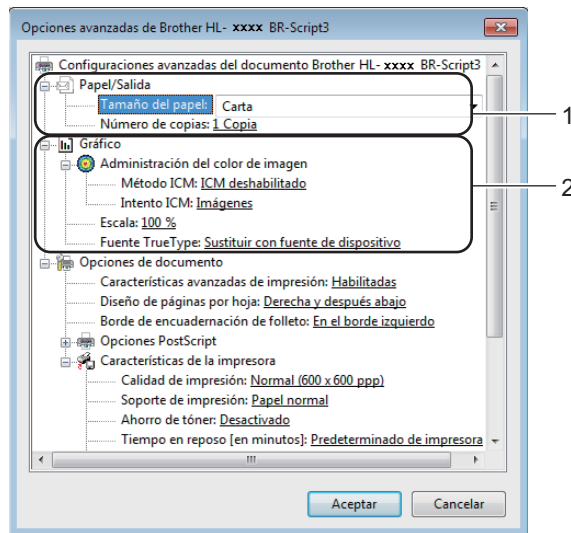 Opciones avanzadas de Brother HL- xxxx BR-Script3
Configuraciones avanzadas del documento Brother HL- xxxx BR-Script3
Papel/Salida
Tamaño del papel: Carta
1
Número de copias: 1 Copia
Gráfico
Administración del color de imagen
Método ICM: ICM deshabilitado
2
Intento ICM: Imágenes
Escala: 100 %
Fuente TrueType: Sustituir con fuente de dispositivo
Opciones de documento
Características avanzadas de impresión: Habilitadas
Diseño de páginas por hoja: Derecha y después abajo
Borde de encuadernación de folleto: En el borde izquierdo
Opciones PostScript
Características de la impresora
Calidad de impresión: Normal (600 x 600 ppp)
Soporte de impresión: Papel normal
Ahorro de tóner: Desactivado
Tiempo en reposo [en minutos]: Predeterminado de impresora
Aceptar Cancelar